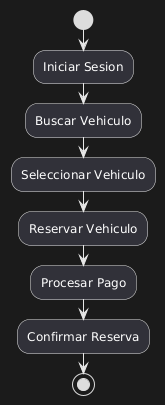 Iniciar Sesion
Buscar Vehiculo
Seleccionar Vehiculo
Reservar Vehiculo
Procesar Pago
Confirmar Reserva